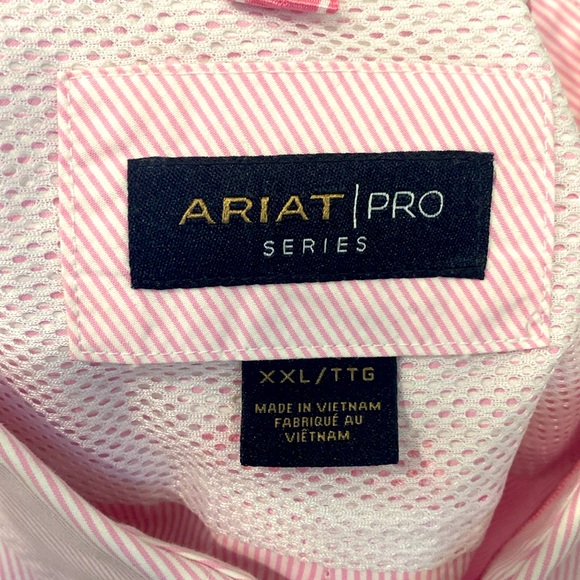 ARIAT | PRO
SERIES
XXL/TTG
MADE IN VIETNAM
FABRIQUÉ AU
VIÊTNAM